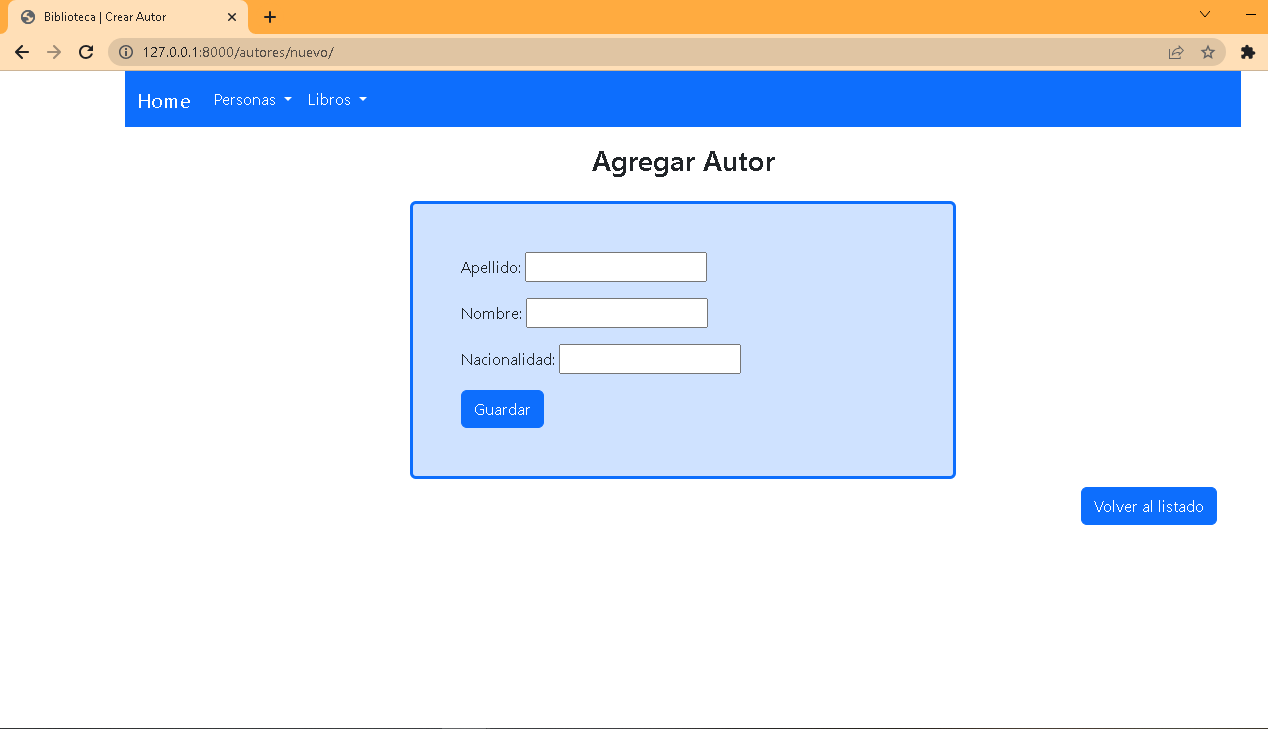 Biblioteca | Crear Autor
127.0.0.1:8000/autores/nuevo/
Home Personas Libros
Agregar Autor
Apellido:
Nombre:
Nacionalidad:
Guardar
Volver al listado